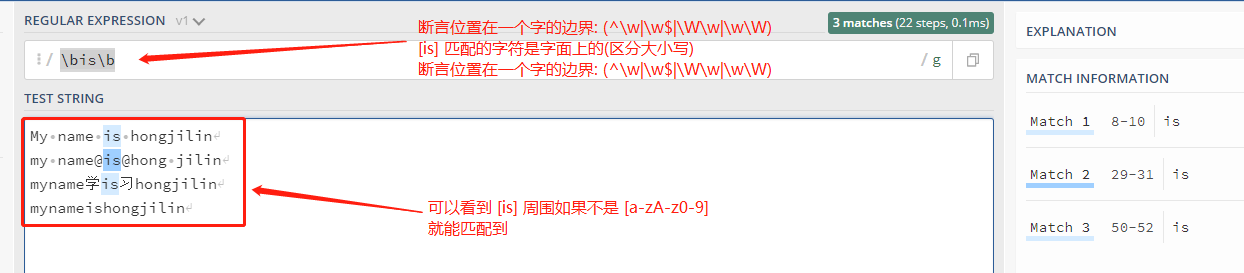 REGULAR EXPRESSION v1
3 matches (22 steps, 0.1ms)
/ \bis\b / g
断言位置在一个字的边界: (^\w|\w$|\W\w|\w\W)
[is] 匹配的字符是字面上的(区分大小写)
断言位置在一个字的边界: (^\w|\w$|\W\w|\w\W)
TEST STRING
My·name·is·hongjilin↵
my·name@is@hong·jilin↵
myname学is习hongjilin↵
mynameishongjilin↵
可以看到 [is] 周围如果不是 [a-zA-z0-9]
就能匹配到
EXPLANATION
MATCH INFORMATION
Match 1 8-10 is
Match 2 29-31 is
Match 3 50-52 is